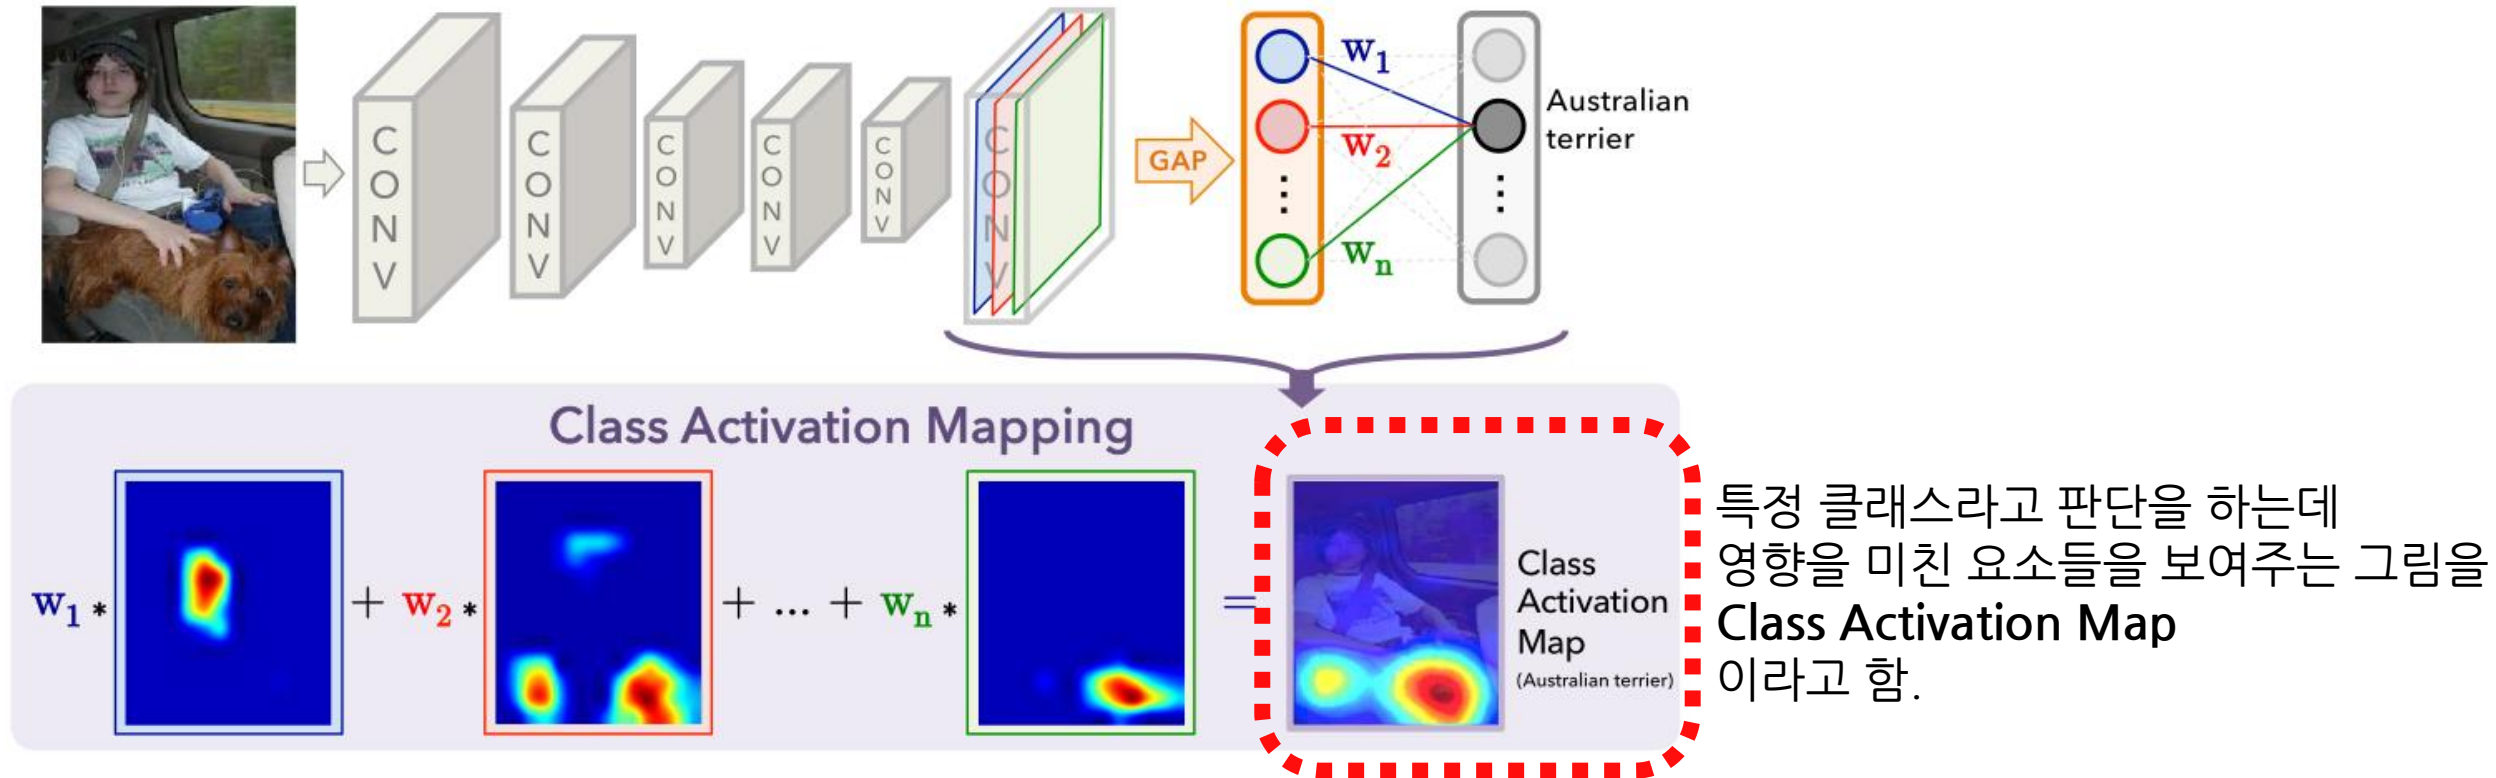 CONV
CONV
CONV
CONV
CONV
CONV
GAP
w1
w2
⋮
wn
⋮
Australian
terrier
Class Activation Mapping
w1 * + w2 * + ... + wn * =
Class
Activation
Map
(Australian terrier)
특정 클래스라고 판단을 하는데
영향을 미친 요소들을 보여주는 그림을
Class Activation Map
이라고 함.